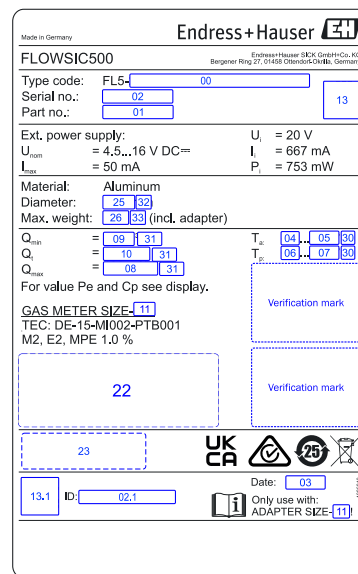 Made in Germany
Endress+Hauser EH
FLOWSIC500
Endress+Hauser SICK GmbH+Co. KG
Bergener Ring 27, 01458 Ottendorf-Okrilla, Germany
Type code: FL5- 00
Serial no.: 02
Part no.: 01
13
Ext. power supply:
Unom = 4.5...16 V DC⎓
Imax = 50 mA
Ui = 20 V
Ii = 667 mA
Pi = 753 mW
Material: Aluminum
Diameter: 25 32
Max. weight: 26 33 (incl. adapter)
Qmin = 09 31
Qt = 10 31
Qmax = 08 31
Ta: 04 ... 05 30
Tp: 06 ... 07 30
For value Pe and Cp see display.
GAS METER SIZE- 11
TEC: DE-15-MI002-PTB001
M2, E2, MPE 1.0 %
Verification mark
Verification mark
22
23
UK
CA
25
13.1
ID: 02.1
Date: 03
i
Only use with:
ADAPTER SIZE- 11 !